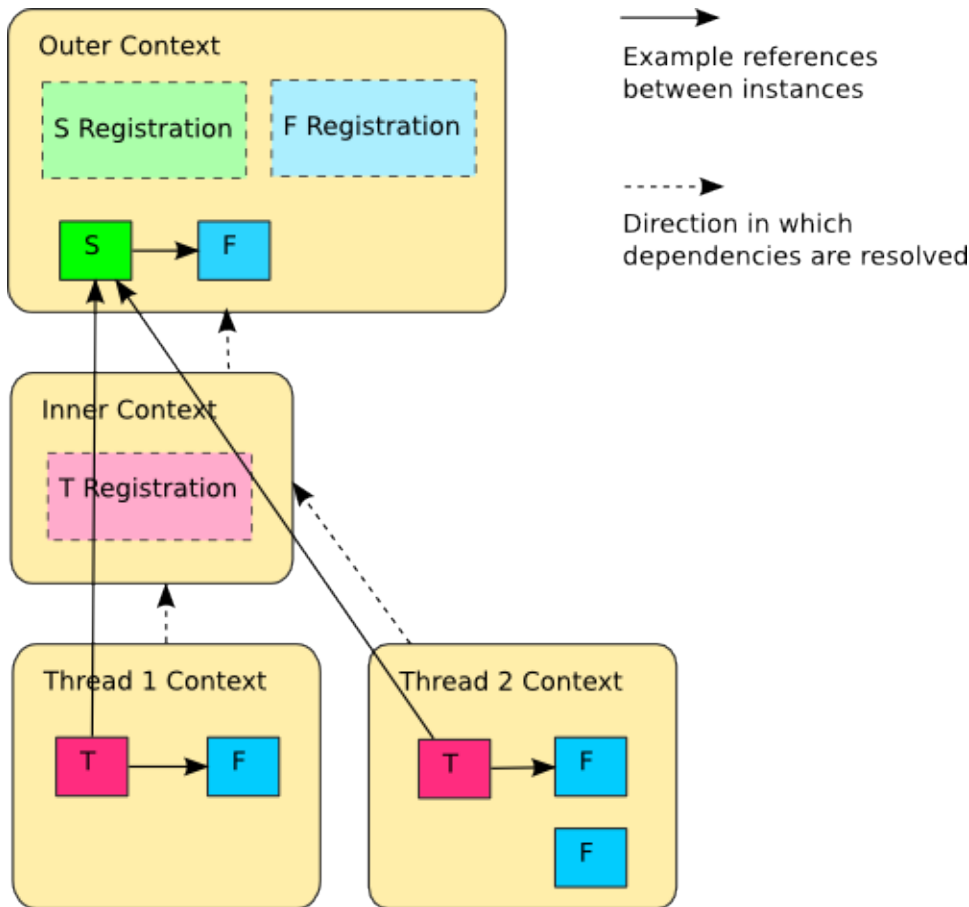 Outer Context
S Registration
F Registration
S
F
Example references
between instances
Direction in which
dependencies are resolved
Inner Context
T Registration
Thread 1 Context
T
F
Thread 2 Context
T
F
F